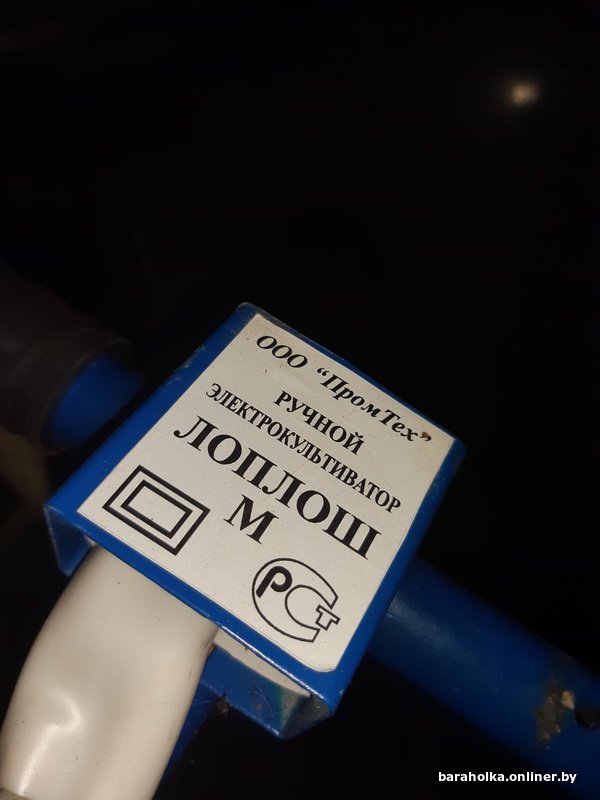 ООО “ПромТех”
РУЧНОЙ
ЭЛЕКТРОКУЛЬТИВАТОР
ЛОПЛОШ
М
РСТ
baraholka.onliner.by